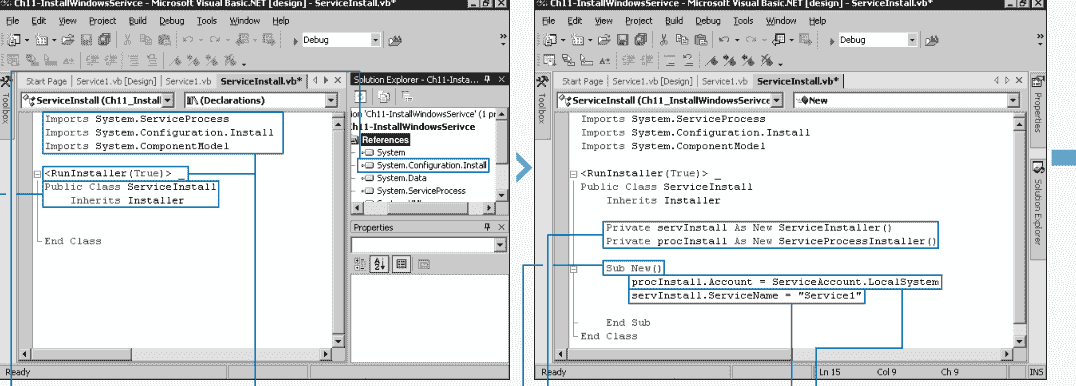 Ch11-InstallWindowsSerivce - Microsoft Visual Basic.NET [design] - ServiceInstall.vb*
File Edit View Project Build Debug Tools Window Help
Debug
Start Page Service1.vb [Design] Service1.vb ServiceInstall.vb*
Toolbox
ServiceInstall (Ch11_Install (Declarations)
Imports System.ServiceProcess
Imports System.Configuration.Install
Imports System.ComponentModel
<RunInstaller(True)> _
Public Class ServiceInstall
Inherits Installer
End Class
Solution Explorer - Ch11-Insta...
ion 'Ch11-InstallWindowsSerivce' (1 pr
Ch11-InstallWindowsSerivce
References
System
System.Configuration.Install
System.Data
System.ServiceProcess
Properties
Ready
Ch11-InstallWindowsSerivce - Microsoft Visual Basic.NET [design] - ServiceInstall.vb*
File Edit View Project Build Debug Tools Window Help
Debug
Start Page Service1.vb [Design] Service1.vb ServiceInstall.vb*
Toolbox
ServiceInstall (Ch11_InstallWindowsSerivce New
Imports System.ServiceProcess
Imports System.Configuration.Install
Imports System.ComponentModel
<RunInstaller(True)> _
Public Class ServiceInstall
Inherits Installer
Private servInstall As New ServiceInstaller()
Private procInstall As New ServiceProcessInstaller()
Sub New()
procInstall.Account = ServiceAccount.LocalSystem
servInstall.ServiceName = "Service1"
End Sub
End Class
Properties
Solution Explorer
Ready Ln 15 Col 9 Ch 9 INS